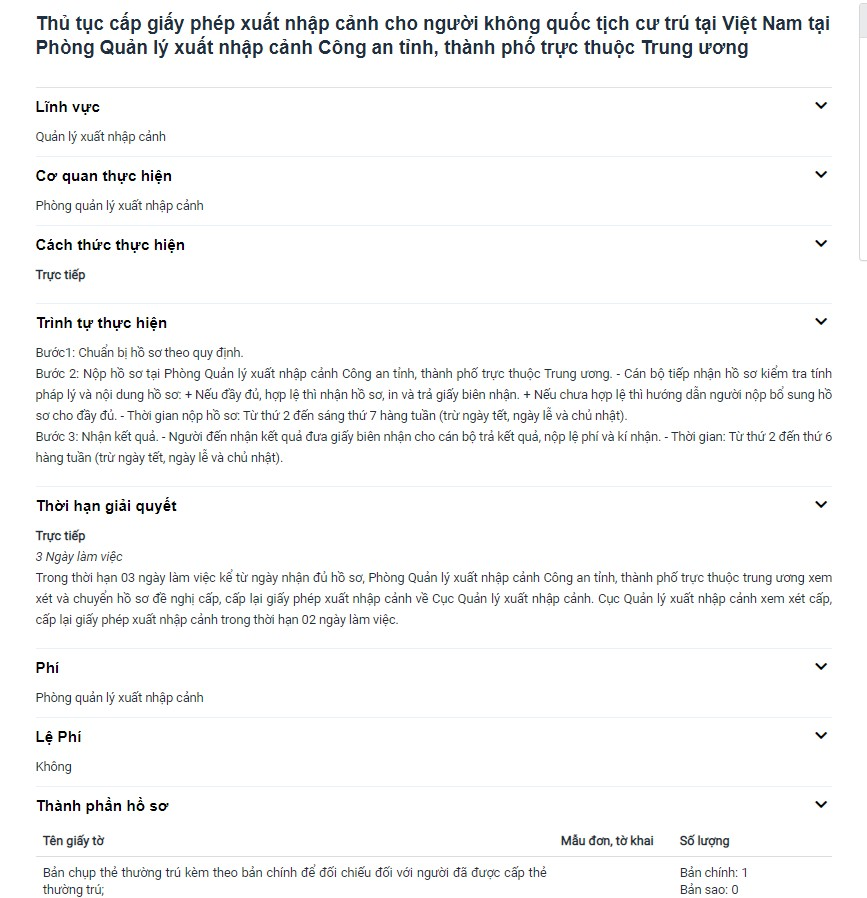 Thủ tục cấp giấy phép xuất nhập cảnh cho người không quốc tịch cư trú tại Việt Nam tại
Phòng Quản lý xuất nhập cảnh Công an tỉnh, thành phố trực thuộc Trung ương
Lĩnh vực
Quản lý xuất nhập cảnh
Cơ quan thực hiện
Phòng quản lý xuất nhập cảnh
Cách thức thực hiện
Trực tiếp
Trình tự thực hiện
Bước1: Chuẩn bị hồ sơ theo quy định.
Bước 2: Nộp hồ sơ tại Phòng Quản lý xuất nhập cảnh Công an tỉnh, thành phố trực thuộc Trung ương. - Cán bộ tiếp nhận hồ sơ kiểm tra tính
pháp lý và nội dung hồ sơ: + Nếu đầy đủ, hợp lệ thì nhận hồ sơ, in và trả giấy biên nhận. + Nếu chưa hợp lệ thì hướng dẫn người nộp bổ sung hồ
sơ cho đầy đủ. - Thời gian nộp hồ sơ: Từ thứ 2 đến sáng thứ 7 hàng tuần (trừ ngày tết, ngày lễ và chủ nhật).
Bước 3: Nhận kết quả. - Người đến nhận kết quả đưa giấy biên nhận cho cán bộ trả kết quả, nộp lệ phí và kí nhận. - Thời gian: Từ thứ 2 đến thứ 6
hàng tuần (trừ ngày tết, ngày lễ và chủ nhật).
Thời hạn giải quyết
Trực tiếp
3 Ngày làm việc
Trong thời hạn 03 ngày làm việc kể từ ngày nhận đủ hồ sơ, Phòng Quản lý xuất nhập cảnh Công an tỉnh, thành phố trực thuộc trung ương xem
xét và chuyển hồ sơ đề nghị cấp, cấp lại giấy phép xuất nhập cảnh về Cục Quản lý xuất nhập cảnh. Cục Quản lý xuất nhập cảnh xem xét cấp,
cấp lại giấy phép xuất nhập cảnh trong thời hạn 02 ngày làm việc.
Phí
Phòng quản lý xuất nhập cảnh
Lệ Phí
Không
Thành phần hồ sơ
Tên giấy tờ Mẫu đơn, tờ khai Số lượng
Bản chụp thẻ thường trú kèm theo bản chính để đối chiếu đối với người đã được cấp thẻ Bản chính: 1
thường trú; Bản sao: 0